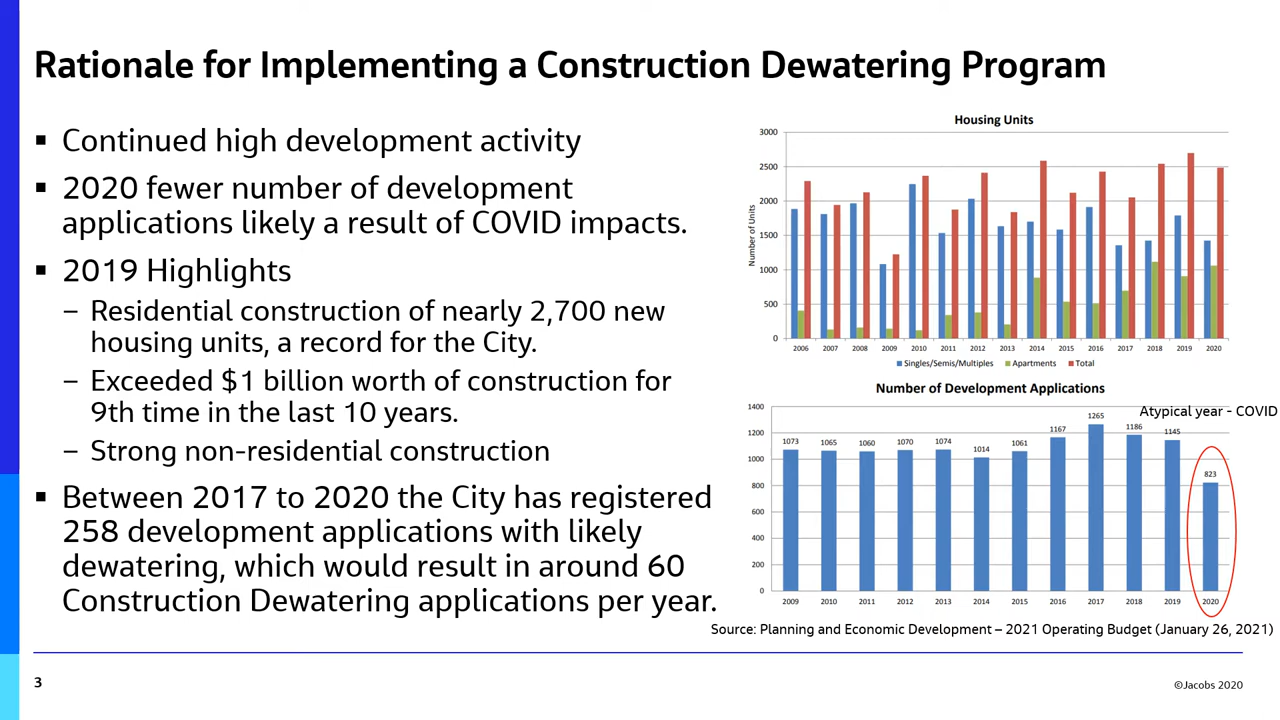 Rationale for Implementing a Construction Dewatering Program
▪ Continued high development activity
▪ 2020 fewer number of development
applications likely a result of COVID impacts.
▪ 2019 Highlights
– Residential construction of nearly 2,700 new
housing units, a record for the City.
– Exceeded $1 billion worth of construction for
9th time in the last 10 years.
– Strong non-residential construction
▪ Between 2017 to 2020 the City has registered
258 development applications with likely
dewatering, which would result in around 60
Construction Dewatering applications per year.
Housing Units
Number of Units
3000
2500
2000
1500
1000
500
0
2006 2007 2008 2009 2010 2011 2012 2013 2014 2015 2016 2017 2018 2019 2020
Singles/Semis/Multiples Apartments Total
Number of Development Applications
Atypical year - COVID
1400
1200
1000
800
600
400
200
0
1073 1065 1060 1070 1074 1014 1061 1167 1265 1186 1145 823
2009 2010 2011 2012 2013 2014 2015 2016 2017 2018 2019 2020
Source: Planning and Economic Development – 2021 Operating Budget (January 26, 2021)
3
©Jacobs 2020